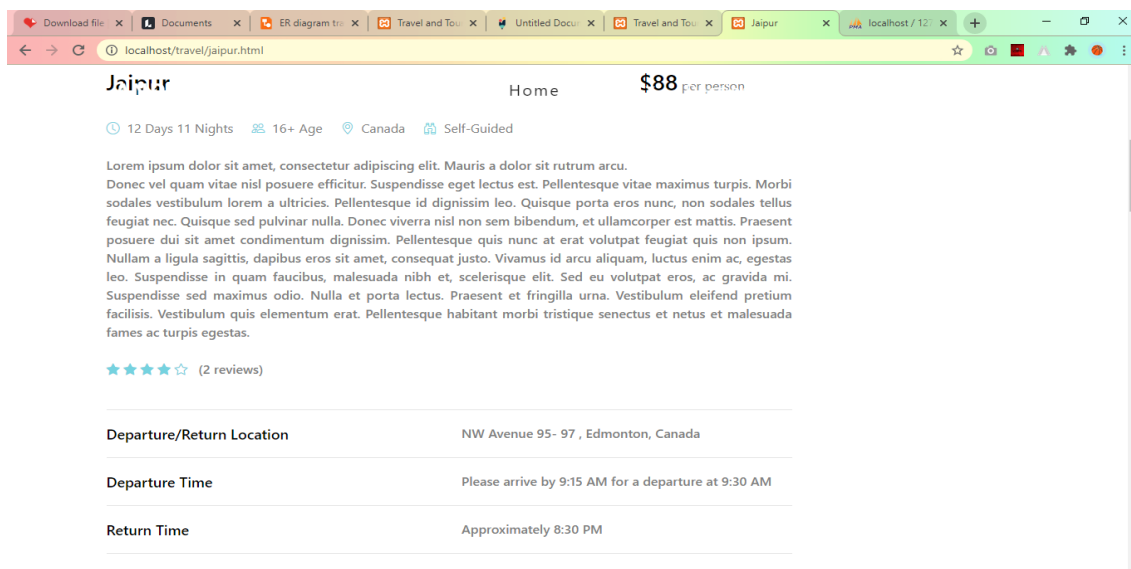 Download file
Documents
ER diagram tra
Travel and Tou
Untitled Docur
Travel and Tou
Jaipur
localhost / 127
localhost/travel/jaipur.html
Jaipur
Home
$88 per person
12 Days 11 Nights 16+ Age Canada Self-Guided
Lorem ipsum dolor sit amet, consectetur adipiscing elit. Mauris a dolor sit rutrum arcu.
Donec vel quam vitae nisl posuere efficitur. Suspendisse eget lectus est. Pellentesque vitae maximus turpis. Morbi
sodales vestibulum lorem a ultricies. Pellentesque id dignissim leo. Quisque porta eros nunc, non sodales tellus
feugiat nec. Quisque sed pulvinar nulla. Donec viverra nisl non sem bibendum, et ullamcorper est mattis. Praesent
posuere dui sit amet condimentum dignissim. Pellentesque quis nunc at erat volutpat feugiat quis non ipsum.
Nullam a ligula sagittis, dapibus eros sit amet, consequat justo. Vivamus id arcu aliquam, luctus enim ac, egestas
leo. Suspendisse in quam faucibus, malesuada nibh et, scelerisque elit. Sed eu volutpat eros, ac gravida mi.
Suspendisse sed maximus odio. Nulla et porta lectus. Praesent et fringilla urna. Vestibulum eleifend pretium
facilisis. Vestibulum quis elementum erat. Pellentesque habitant morbi tristique senectus et netus et malesuada
fames ac turpis egestas.
(2 reviews)
Departure/Return Location NW Avenue 95- 97 , Edmonton, Canada
Departure Time Please arrive by 9:15 AM for a departure at 9:30 AM
Return Time Approximately 8:30 PM